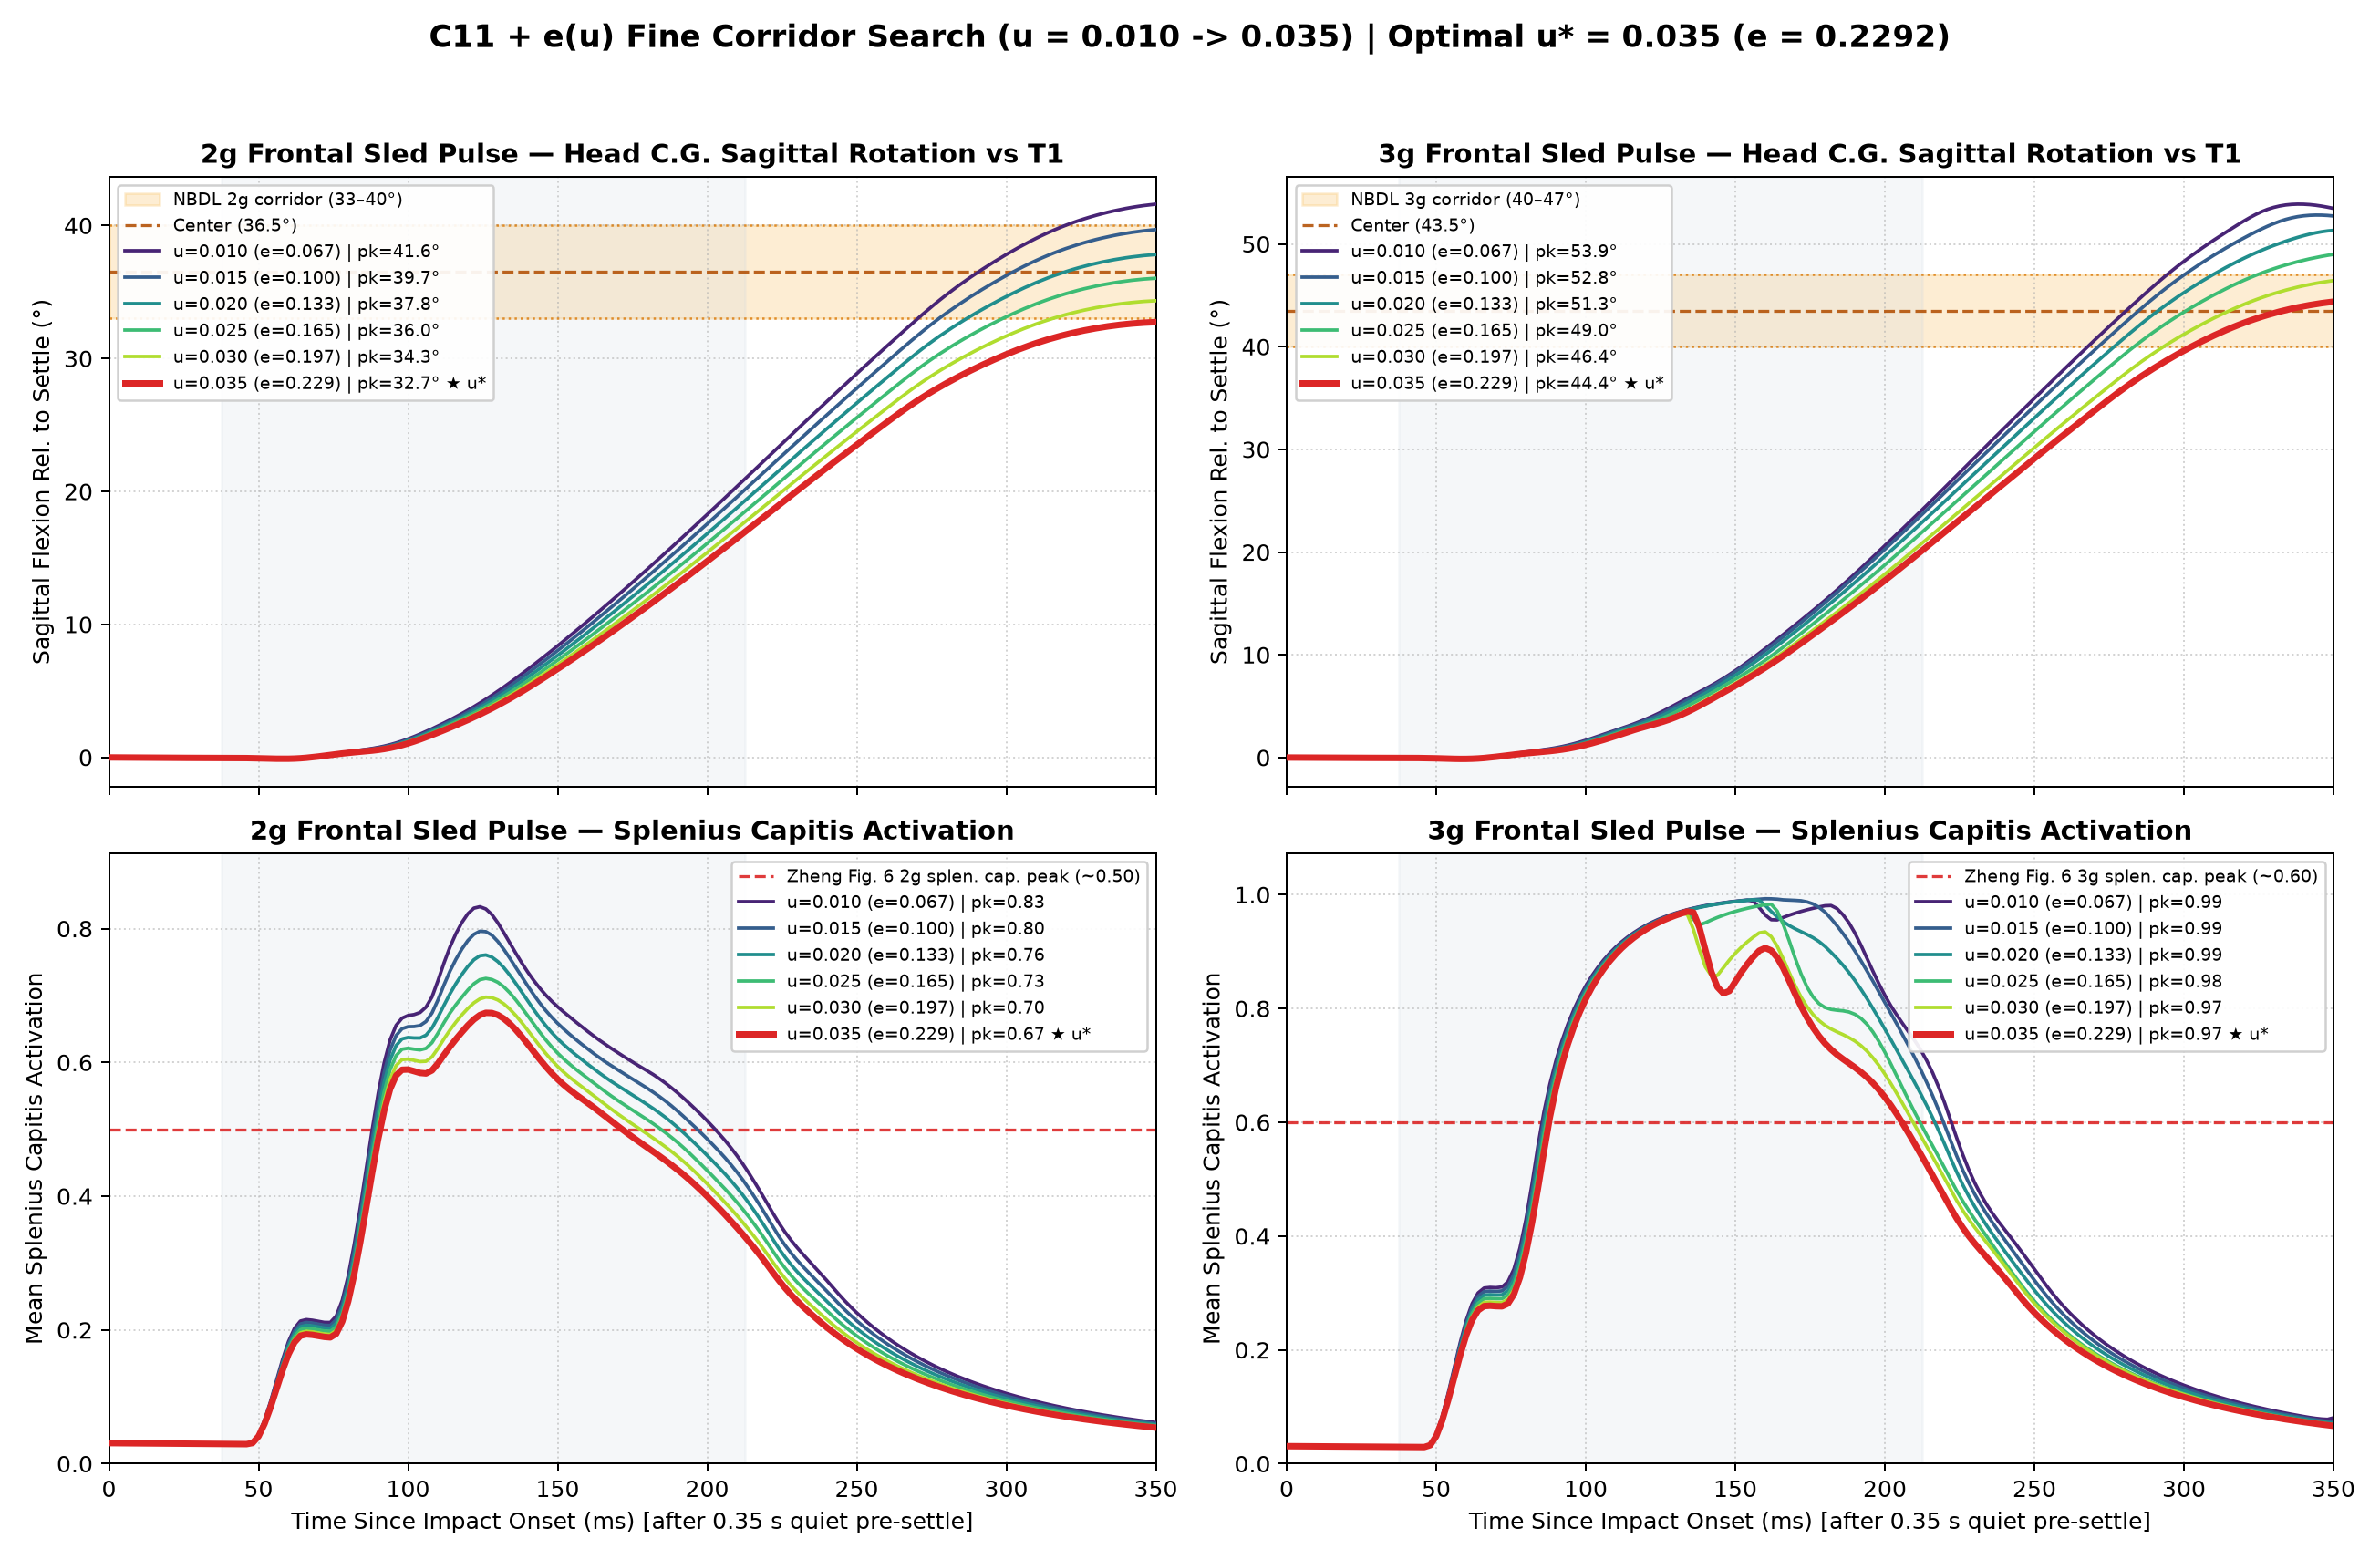 C11 + e(u) Fine Corridor Search (u = 0.010 -> 0.035) | Optimal u* = 0.035 (e = 0.2292)
2g Frontal Sled Pulse — Head C.G. Sagittal Rotation vs T1
Sagittal Flexion Rel. to Settle (°)
40
30
20
10
0
NBDL 2g corridor (33–40°)
Center (36.5°)
u=0.010 (e=0.067) | pk=41.6°
u=0.015 (e=0.100) | pk=39.7°
u=0.020 (e=0.133) | pk=37.8°
u=0.025 (e=0.165) | pk=36.0°
u=0.030 (e=0.197) | pk=34.3°
u=0.035 (e=0.229) | pk=32.7° ★ u*
3g Frontal Sled Pulse — Head C.G. Sagittal Rotation vs T1
Sagittal Flexion Rel. to Settle (°)
50
40
30
20
10
0
NBDL 3g corridor (40–47°)
Center (43.5°)
u=0.010 (e=0.067) | pk=53.9°
u=0.015 (e=0.100) | pk=52.8°
u=0.020 (e=0.133) | pk=51.3°
u=0.025 (e=0.165) | pk=49.0°
u=0.030 (e=0.197) | pk=46.4°
u=0.035 (e=0.229) | pk=44.4° ★ u*
2g Frontal Sled Pulse — Splenius Capitis Activation
Mean Splenius Capitis Activation
0.8
0.6
0.4
0.2
0.0
Zheng Fig. 6 2g splen. cap. peak (~0.50)
u=0.010 (e=0.067) | pk=0.83
u=0.015 (e=0.100) | pk=0.80
u=0.020 (e=0.133) | pk=0.76
u=0.025 (e=0.165) | pk=0.73
u=0.030 (e=0.197) | pk=0.70
u=0.035 (e=0.229) | pk=0.67 ★ u*
0 50 100 150 200 250 300 350
Time Since Impact Onset (ms) [after 0.35 s quiet pre-settle]
3g Frontal Sled Pulse — Splenius Capitis Activation
Mean Splenius Capitis Activation
1.0
0.8
0.6
0.4
0.2
0.0
Zheng Fig. 6 3g splen. cap. peak (~0.60)
u=0.010 (e=0.067) | pk=0.99
u=0.015 (e=0.100) | pk=0.99
u=0.020 (e=0.133) | pk=0.99
u=0.025 (e=0.165) | pk=0.98
u=0.030 (e=0.197) | pk=0.97
u=0.035 (e=0.229) | pk=0.97 ★ u*
0 50 100 150 200 250 300 350
Time Since Impact Onset (ms) [after 0.35 s quiet pre-settle]